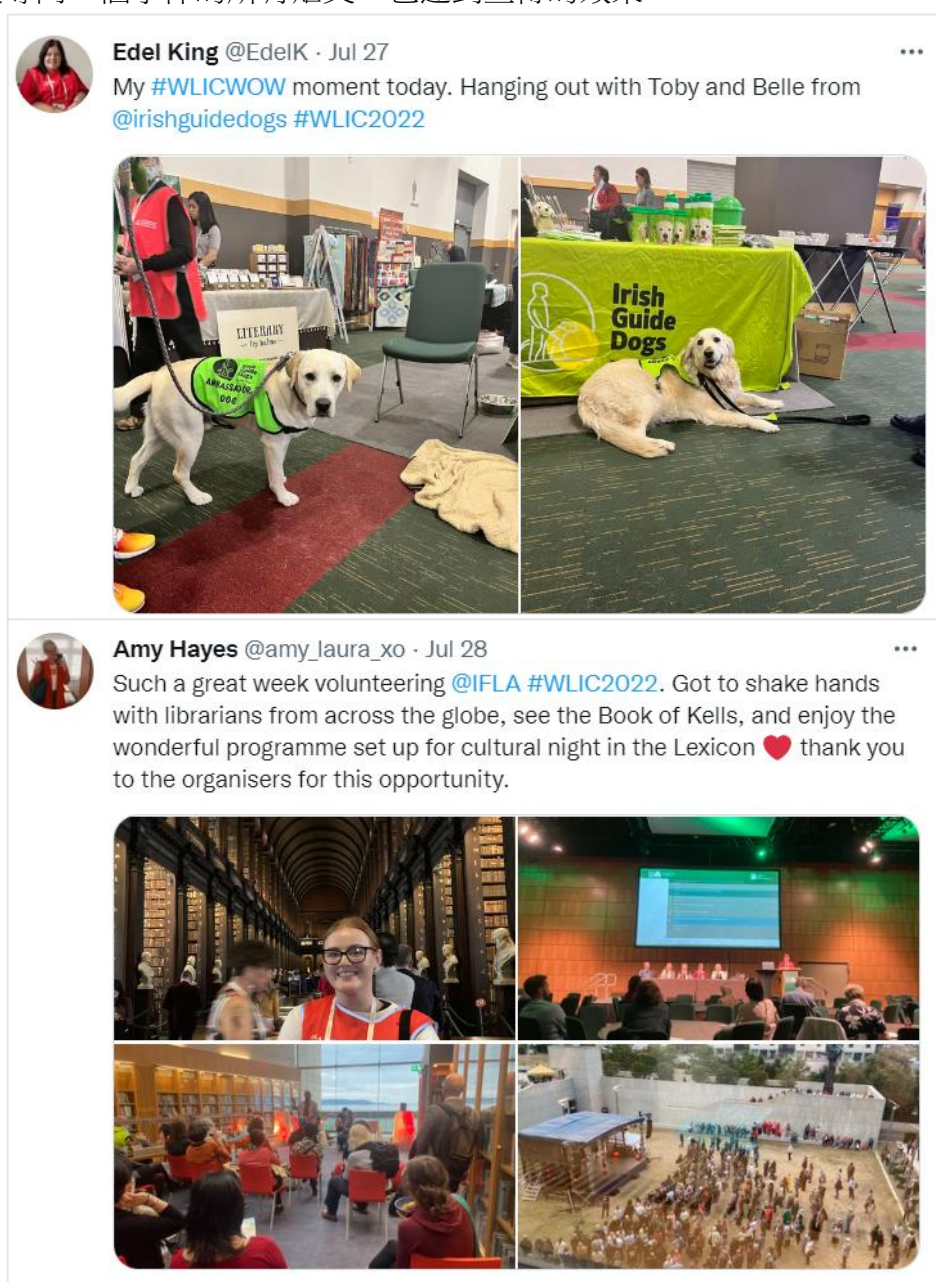 Edel King @EdelK · Jul 27
My #WLICWOW moment today. Hanging out with Toby and Belle from
@irishguidedogs #WLIC2022
LITERARY
AMBASSADOR
DOG
Irish
Guide
Dogs
Amy Hayes @amy_laura_xo · Jul 28
Such a great week volunteering @IFLA #WLIC2022. Got to shake hands
with librarians from across the globe, see the Book of Kells, and enjoy the
wonderful programme set up for cultural night in the Lexicon ❤️ thank you
to the organisers for this opportunity.